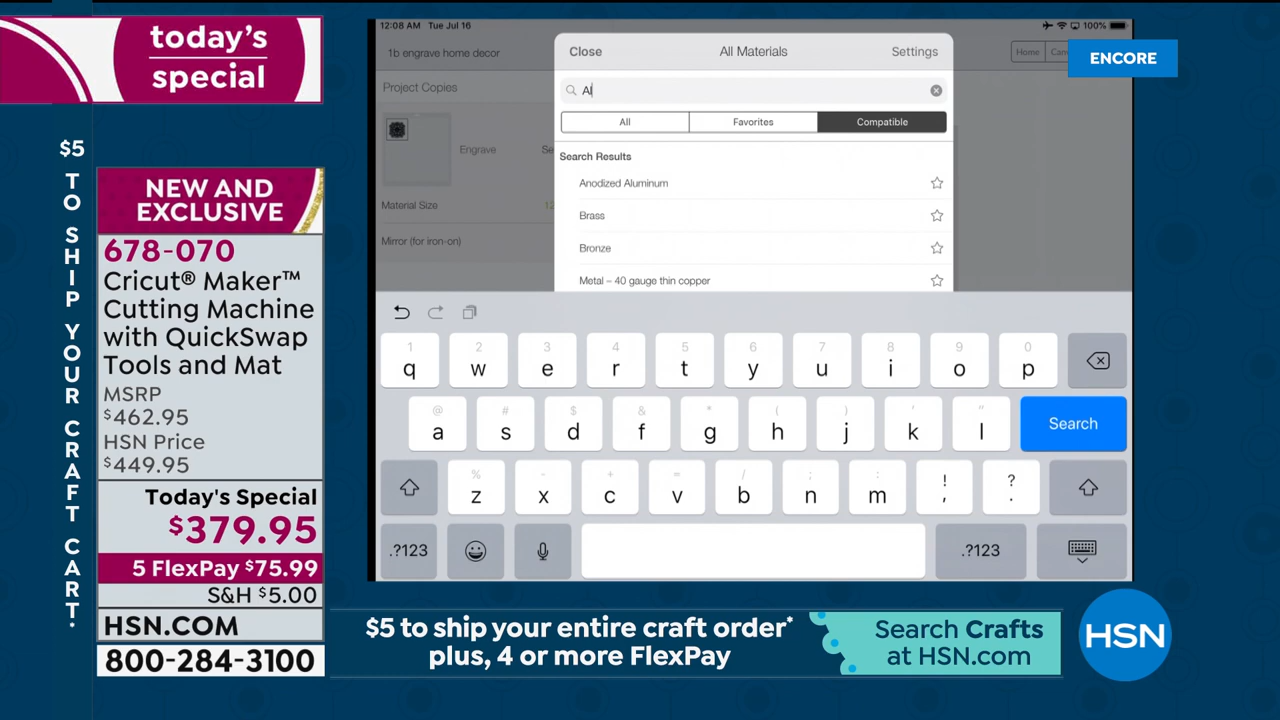 today's
special
$5
TO SHIP YOUR CRAFT CART.*
NEW AND
EXCLUSIVE
678-070
Cricut® Maker™
Cutting Machine
with QuickSwap
Tools and Mat
MSRP
$462.95
HSN Price
$449.95
Today's Special
$379.95
5 FlexPay $75.99
S&H $5.00
HSN.COM
800-284-3100
12:08 AM Tue Jul 16
100%
1b engrave home decor
Home
Project Copies
Engrave
Material Size
Mirror (for iron-on)
ENCORE
Close
All Materials
Settings
Al
All
Favorites
Compatible
Search Results
Anodized Aluminum
Brass
Bronze
Metal – 40 gauge thin copper
1 2 3 4 5 6 7 8 9 0
q w e r t y u i o p
@ # $ & * ( ) ' "
a s d f g h j k l Search
% - + = / ; : ! ?
z x c v b n m , .
.?123 .?123
$5 to ship your entire craft order*
plus, 4 or more FlexPay
Search Crafts
at HSN.com
HSN